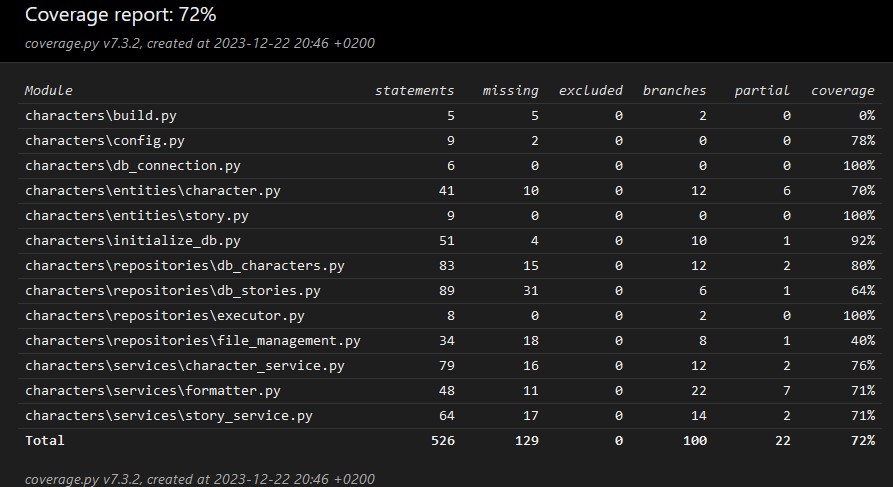 Coverage report: 72%
coverage.py v7.3.2, created at 2023-12-22 20:46 +0200
Module statements missing excluded branches partial coverage
characters\build.py 5 5 0 2 0 0%
characters\config.py 9 2 0 0 0 78%
characters\db_connection.py 6 0 0 0 0 100%
characters\entities\character.py 41 10 0 12 6 70%
characters\entities\story.py 9 0 0 0 0 100%
characters\initialize_db.py 51 4 0 10 1 92%
characters\repositories\db_characters.py 83 15 0 12 2 80%
characters\repositories\db_stories.py 89 31 0 6 1 64%
characters\repositories\executor.py 8 0 0 2 0 100%
characters\repositories\file_management.py 34 18 0 8 1 40%
characters\services\character_service.py 79 16 0 12 2 76%
characters\services\formatter.py 48 11 0 22 7 71%
characters\services\story_service.py 64 17 0 14 2 71%
Total 526 129 0 100 22 72%
coverage.py v7.3.2, created at 2023-12-22 20:46 +0200